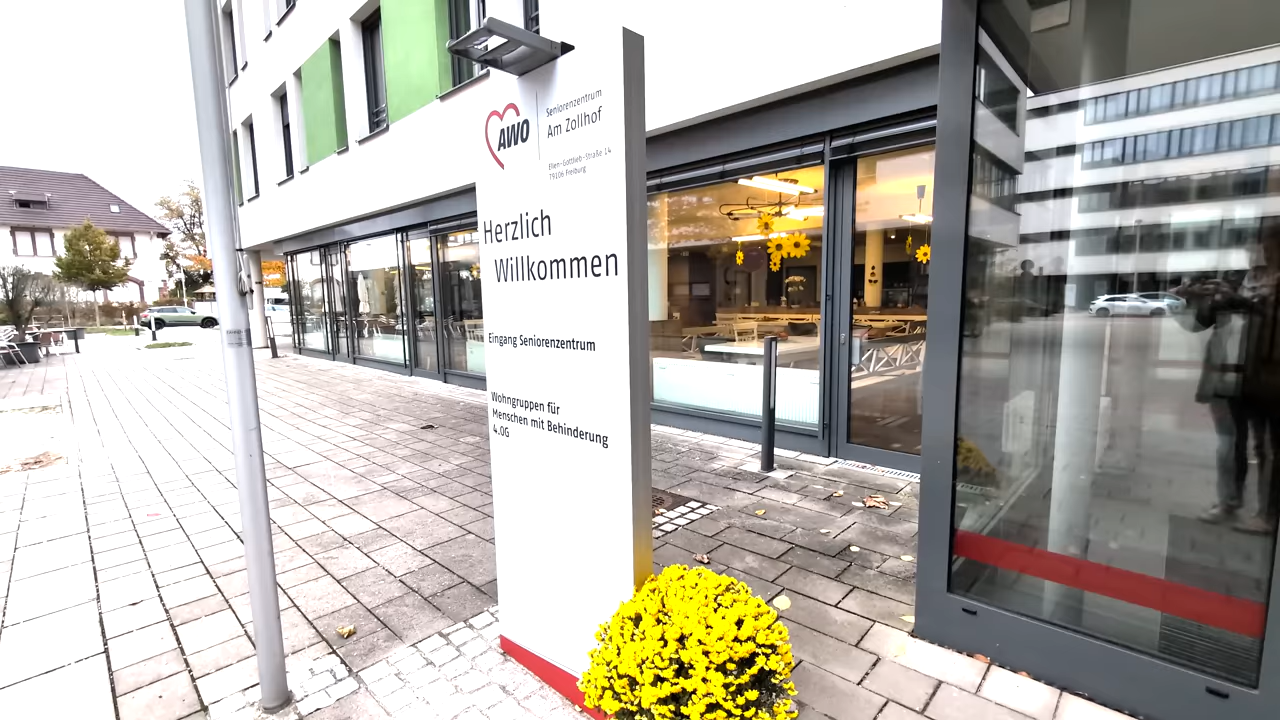 AWO
Seniorenzentrum
Am Zollhof
Ellen-Gottlieb-Straße 14
79106 Freiburg
Herzlich
Willkommen
Eingang Seniorenzentrum
Wohngruppen für
Menschen mit Behinderung
4.OG